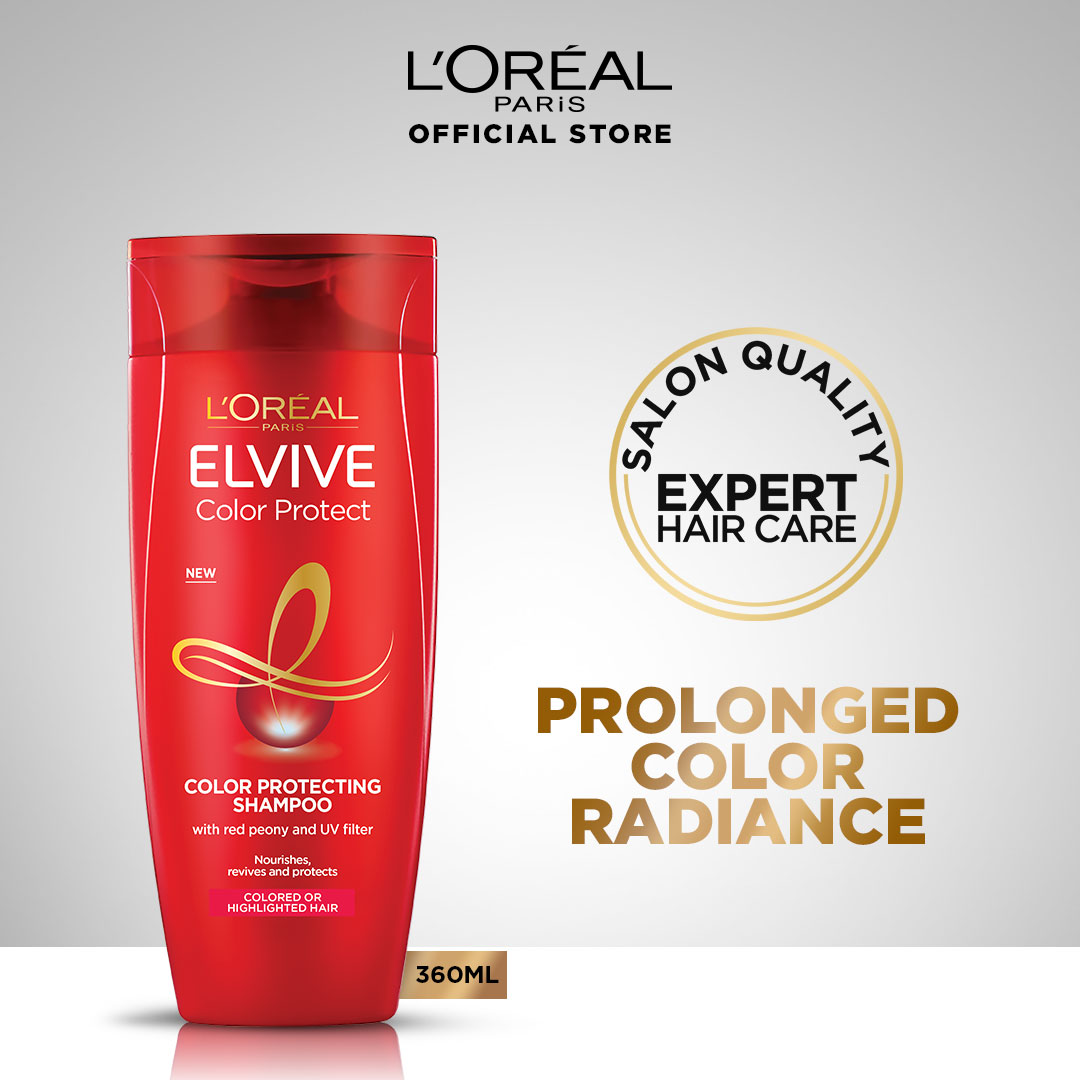 L'ORÉAL
PARiS
OFFICIAL STORE
L'ORÉAL
PARIS
ELVIVE
Color Protect
NEW
COLOR PROTECTING
SHAMPOO
with red peony and UV filter
Nourishes,
revives and protects
COLORED OR
HIGHLIGHTED HAIR
360ML
SALON QUALITY
EXPERT
HAIR CARE
PROLONGED
COLOR
RADIANCE